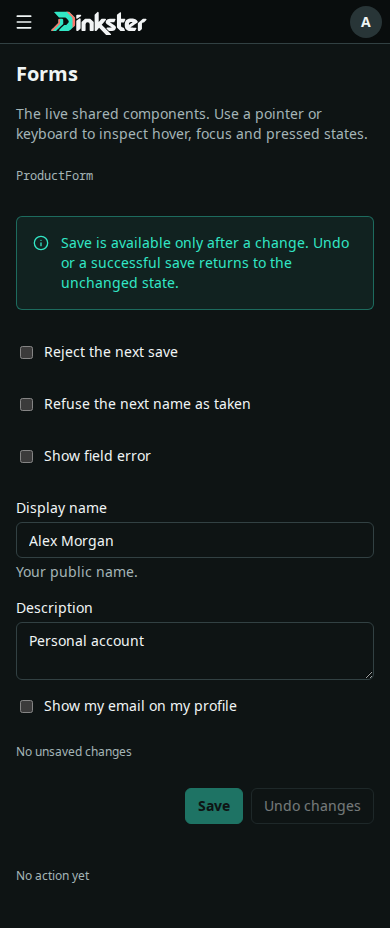 Dinkster
A
Forms
The live shared components. Use a pointer or
keyboard to inspect hover, focus and pressed states.
ProductForm
Save is available only after a change. Undo
or a successful save returns to the
unchanged state.
Reject the next save
Refuse the next name as taken
Show field error
Display name
Alex Morgan
Your public name.
Description
Personal account
Show my email on my profile
No unsaved changes
Save
Undo changes
No action yet